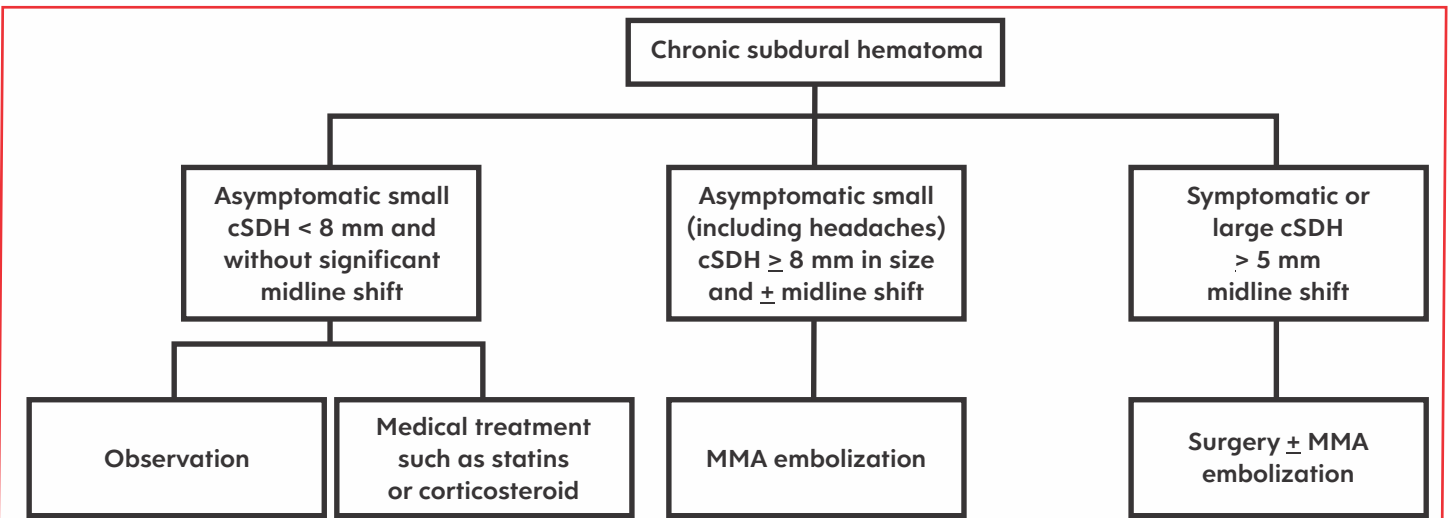 Chronic subdural hematoma
Asymptomatic small
cSDH < 8 mm and
without significant
midline shift
Asymptomatic small
(including headaches)
cSDH ≥ 8 mm in size
and ± midline shift
Symptomatic or
large cSDH
≥ 5 mm
midline shift
Observation
Medical treatment
such as statins
or corticosteroid
MMA embolization
Surgery ± MMA
embolization